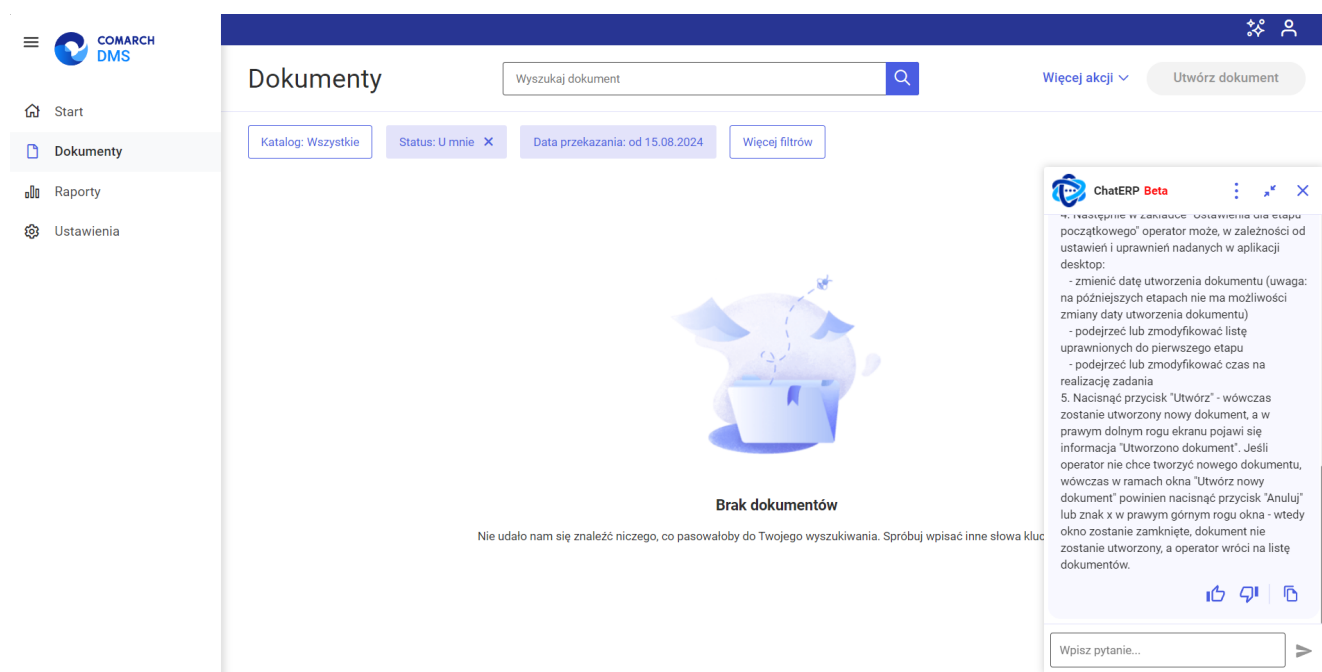 COMARCH
DMS
Start
Dokumenty
Raporty
Ustawienia
Dokumenty
Wyszukaj dokument
Więcej akcji
Utwórz dokument
Katalog: Wszystkie
Status: U mnie
Data przekazania: od 15.08.2024
Więcej filtrów
Brak dokumentów
Nie udało nam się znaleźć niczego, co pasowałoby do Twojego wyszukiwania. Spróbuj wpisać inne słowa kluc
ChatERP Beta
4. Następnie w zakładce "Ustawienia dla etapu
początkowego" operator może, w zależności od
ustawień i uprawnień nadanych w aplikacji
desktop:
- zmienić datę utworzenia dokumentu (uwaga:
na późniejszych etapach nie ma możliwości
zmiany daty utworzenia dokumentu)
- podejrzeć lub zmodyfikować listę
uprawnionych do pierwszego etapu
- podejrzeć lub zmodyfikować czas na
realizację zadania
5. Nacisnąć przycisk "Utwórz" - wówczas
zostanie utworzony nowy dokument, a w
prawym dolnym rogu ekranu pojawi się
informacja "Utworzono dokument". Jeśli
operator nie chce tworzyć nowego dokumentu,
wówczas w ramach okna "Utwórz nowy
dokument" powinien nacisnąć przycisk "Anuluj"
lub znak x w prawym górnym rogu okna - wtedy
okno zostanie zamknięte, dokument nie
zostanie utworzony, a operator wróci na listę
dokumentów.
Wpisz pytanie...